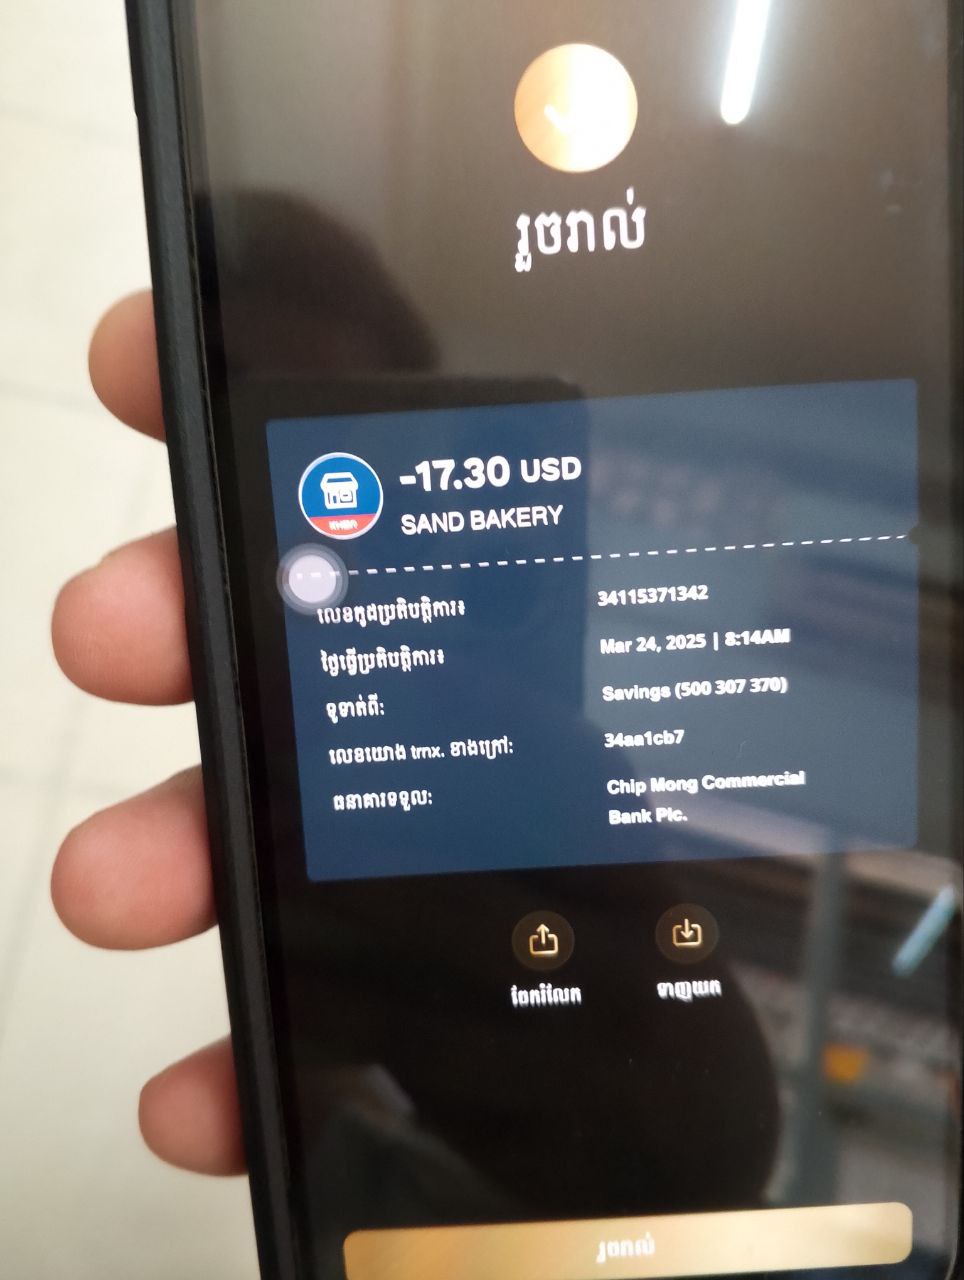 រួចរាល់
-17.30 USD
KHQR
SAND BAKERY
លេខកូដប្រតិបត្តិការ៖ 34115371342
ថ្ងៃធ្វើប្រតិបត្តិការ៖ Mar 24, 2025 | 8:14AM
ទូទាត់ពី: Savings (500 307 370)
លេខយោង trnx. ខាងក្រៅ: 34aa1cb7
ធនាគារទទួល: Chip Mong Commercial
Bank Plc.
ចែករំលែក ទាញយក
រួចរាល់